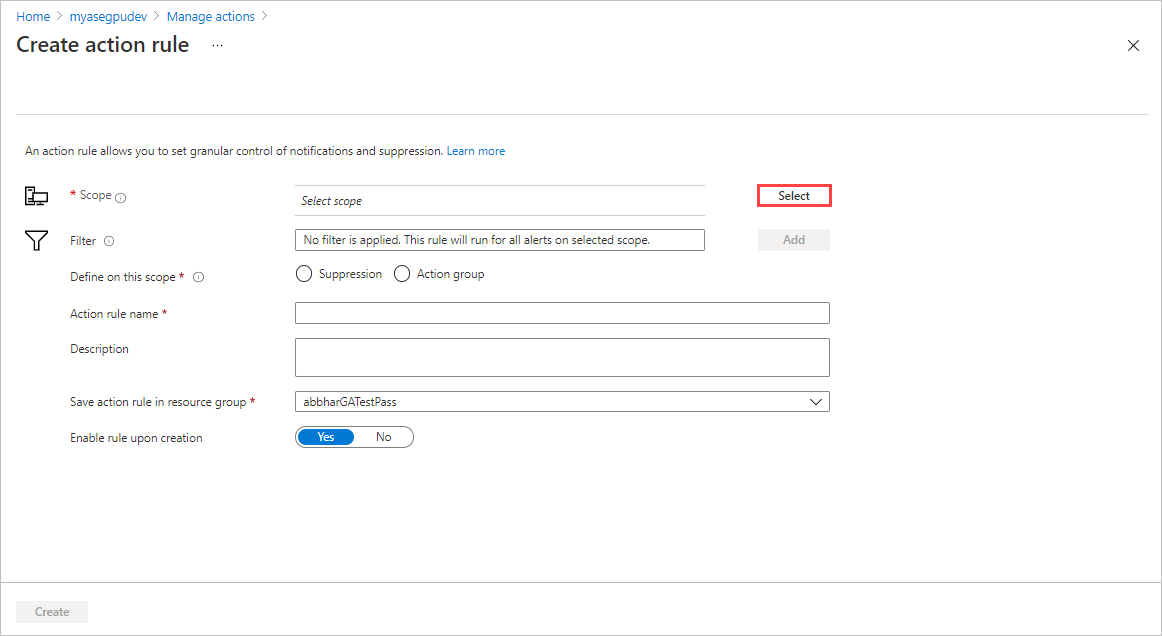 Home > myasegpudev > Manage actions >
Create action rule ...
An action rule allows you to set granular control of notifications and suppression. Learn more
* Scope Select scope Select
Filter No filter is applied. This rule will run for all alerts on selected scope. Add
Define on this scope * Suppression Action group
Action rule name *
Description
Save action rule in resource group * abbharGATestPass
Enable rule upon creation Yes No
Create